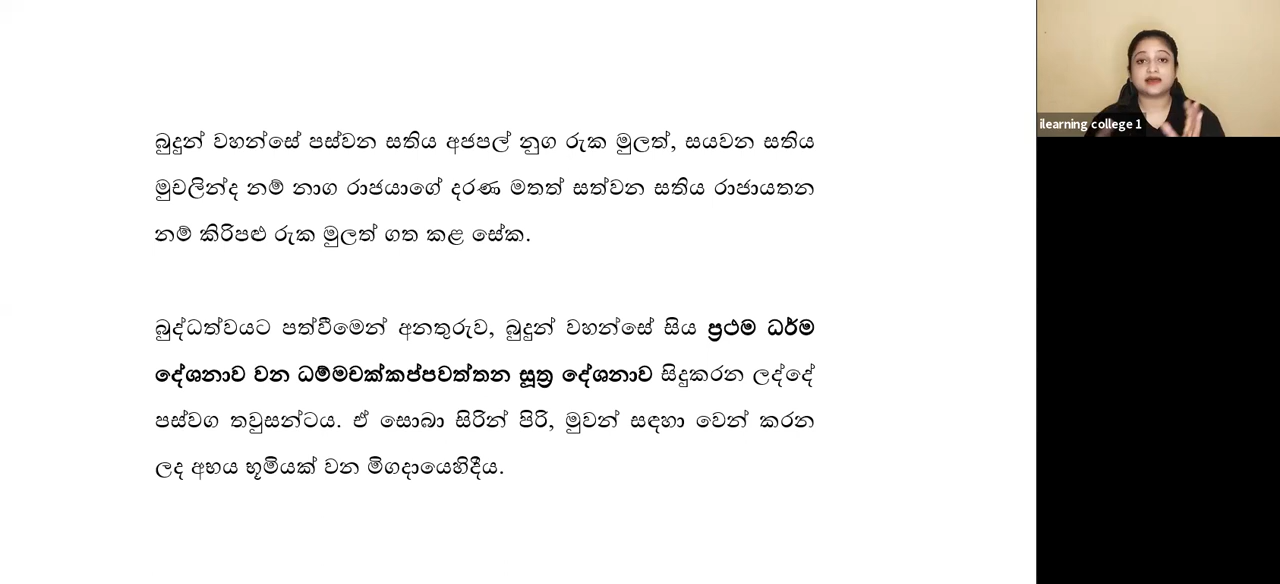 බුදුන් වහන්සේ පස්වන සතිය අජපල් නුග රුක මුලත්, සයවන සතිය
මුචලින්ද නම් නාග රාජයාගේ දරණ මතත් සත්වන සතිය රාජායතන
නම් කිරිපළු රුක මුලත් ගත කළ සේක.
බුද්ධත්වයට පත්වීමෙන් අනතුරුව, බුදුන් වහන්සේ සිය ප්‍රථම ධර්ම
දේශනාව වන ධම්මචක්කප්පවත්තන සූත්‍ර දේශනාව සිදුකරන ලද්දේ
පස්වග තවුසන්ටය. ඒ සොබා සිරින් පිරි, මුවන් සඳහා වෙන් කරන
ලද අභය භූමියක් වන මිගදායෙහිදීය.
ilearning college 1